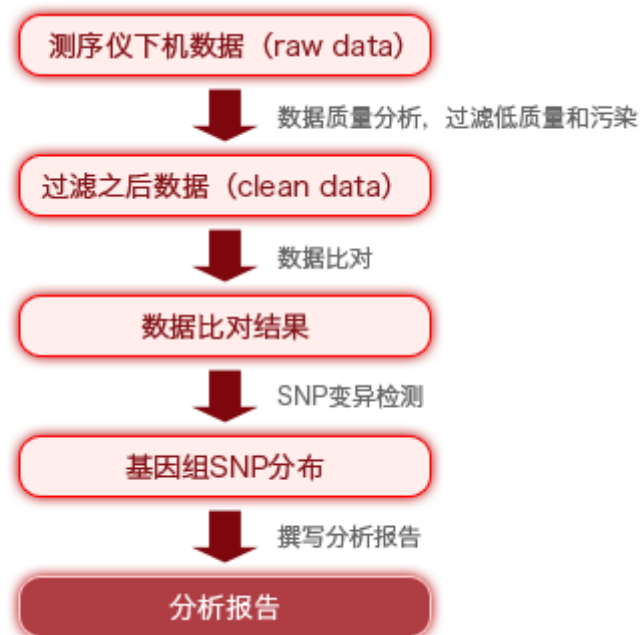 测序仪下机数据（raw data）
数据质量分析，过滤低质量和污染
过滤之后数据（clean data）
数据比对
数据比对结果
SNP变异检测
基因组SNP分布
撰写分析报告
分析报告